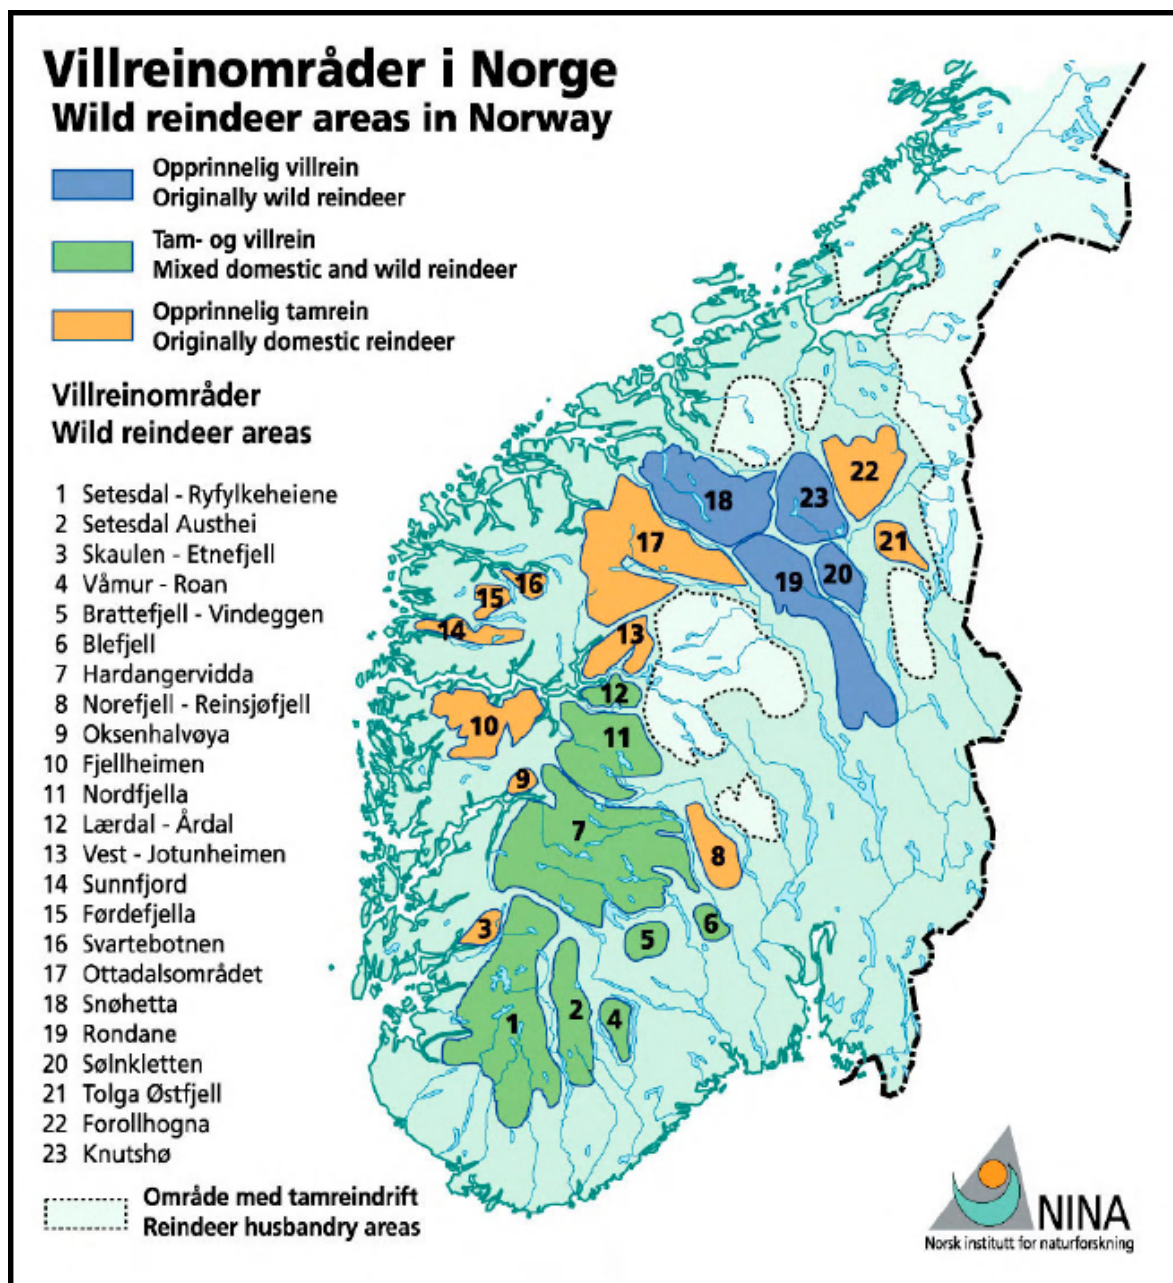 Villreinområder i Norge
Wild reindeer areas in Norway
Opprinnelig villrein
Originally wild reindeer
Tam- og villrein
Mixed domestic and wild reindeer
Opprinnelig tamrein
Originally domestic reindeer
Villreinområder
Wild reindeer areas
1 Setesdal - Ryfylkeheiene
2 Setesdal Austhei
3 Skaulen - Etnefjell
4 Våmur - Roan
5 Brattefjell - Vindeggen
6 Blefjell
7 Hardangervidda
8 Norefjell - Reinsjøfjell
9 Oksenhalvøya
10 Fjellheimen
11 Nordfjella
12 Lærdal - Årdal
13 Vest - Jotunheimen
14 Sunnfjord
15 Førdefjella
16 Svartebotnen
17 Ottadalsområdet
18 Snøhetta
19 Rondane
20 Sølnkletten
21 Tolga Østfjell
22 Forollhogna
23 Knutshø
Område med tamreindrift
Reindeer husbandry areas
22
18
23
17
21
19
20
16
15
14
13
12
10
11
9
7
8
6
3
5
2
4
1
NINA
Norsk institutt for naturforskning